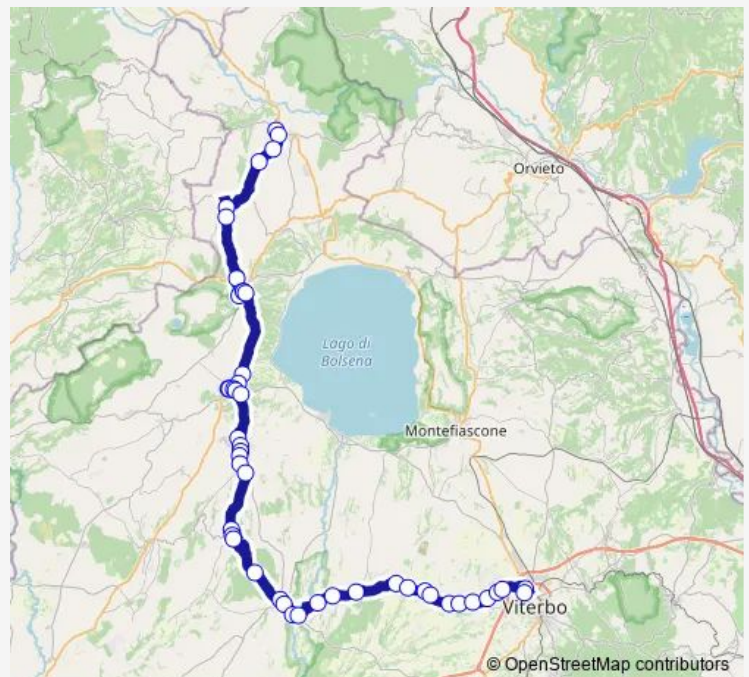 Orvieto
Lago di
Bolsena
Montefiascone
Viterbo
© OpenStreetMap contributors